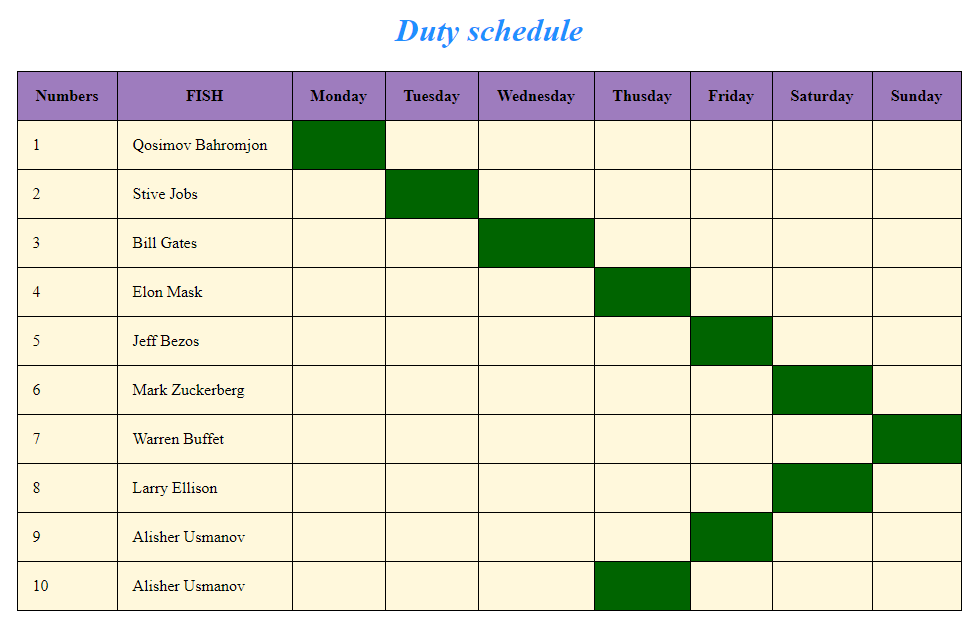 Duty schedule
Numbers FISH Monday Tuesday Wednesday Thusday Friday Saturday Sunday
1 Qosimov Bahromjon
2 Stive Jobs
3 Bill Gates
4 Elon Mask
5 Jeff Bezos
6 Mark Zuckerberg
7 Warren Buffet
8 Larry Ellison
9 Alisher Usmanov
10 Alisher Usmanov